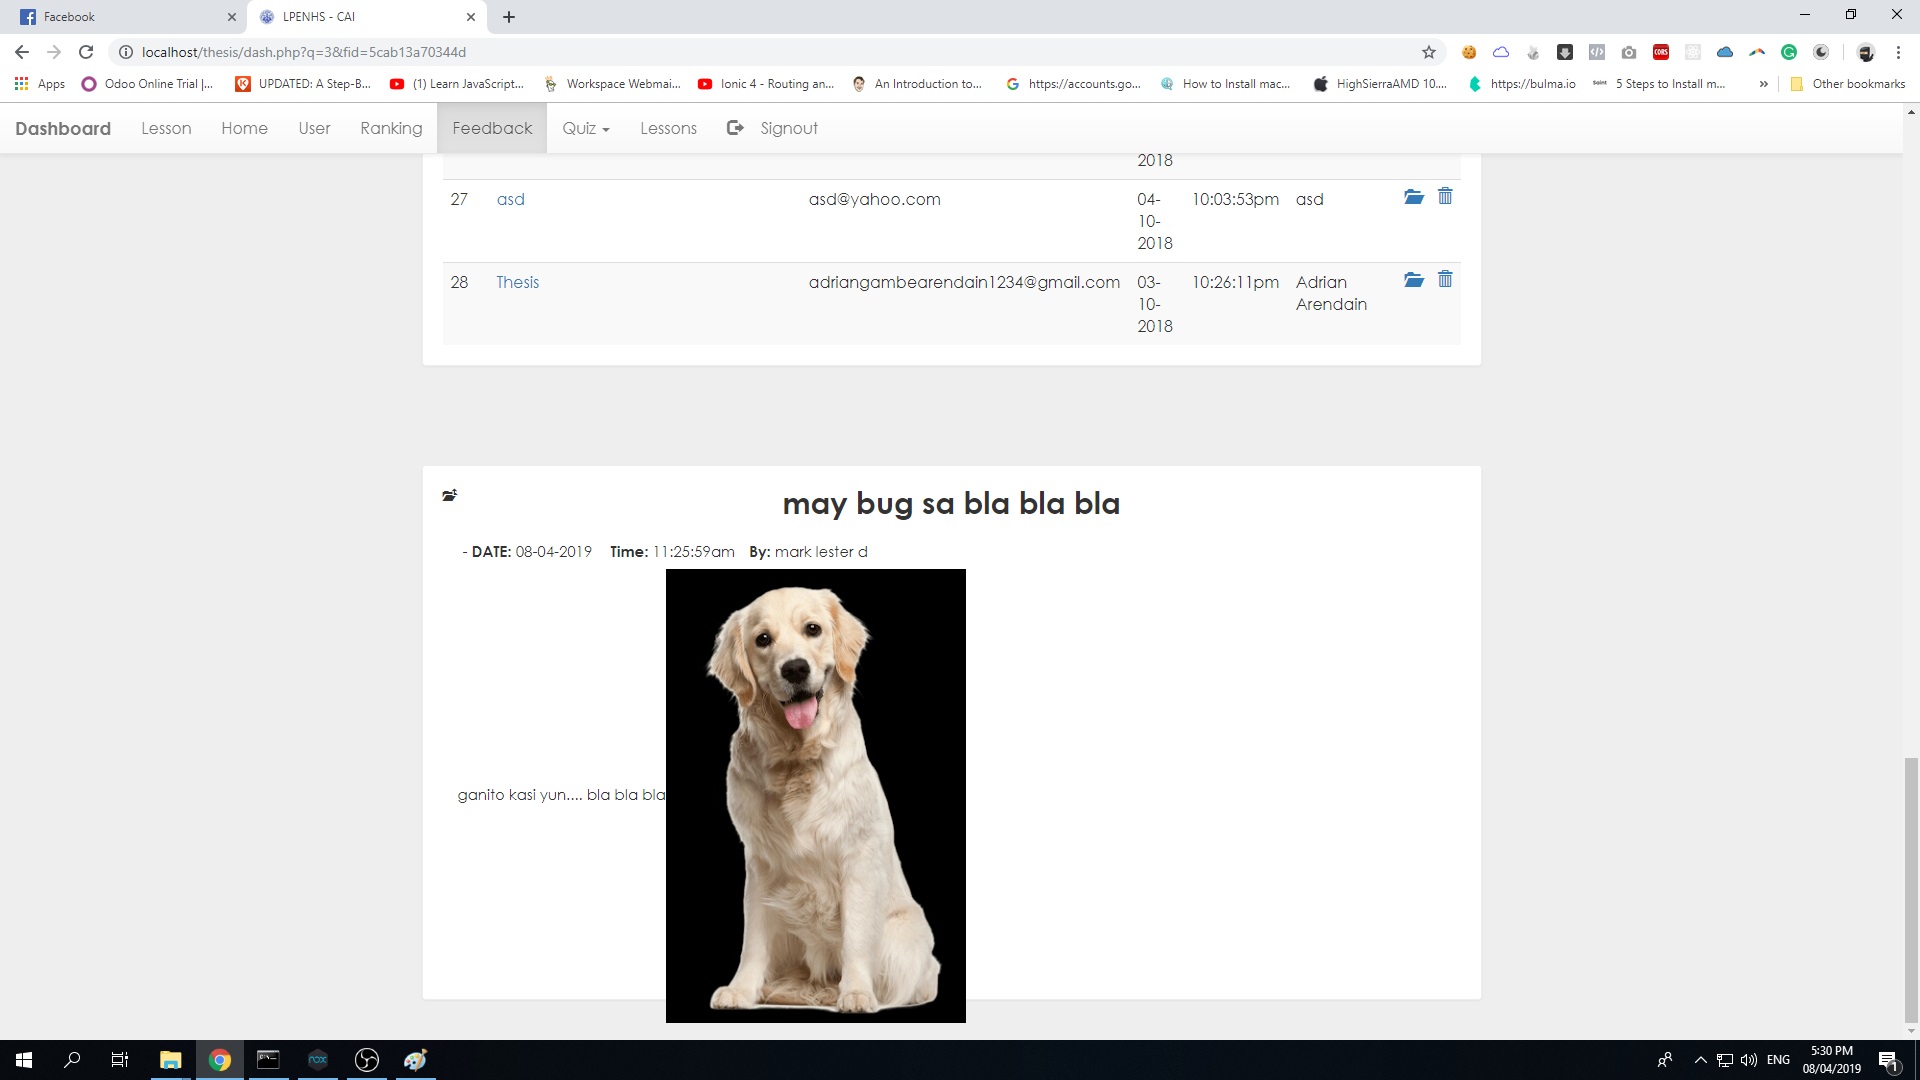 Facebook
LPENHS - CAI
localhost/thesis/dash.php?q=3&fid=5cab13a70344d
Apps
Odoo Online Trial |...
UPDATED: A Step-B...
(1) Learn JavaScript...
Workspace Webmai...
Ionic 4 - Routing an...
An Introduction to...
https://accounts.go...
How to Install mac...
HighSierraAMD 10....
https://bulma.io
5 Steps to Install m...
Other bookmarks
Dashboard Lesson Home User Ranking Feedback Quiz Lessons Signout
2018
27 asd asd@yahoo.com 04- 10:03:53pm asd
10-
2018
28 Thesis adriangambearendain1234@gmail.com 03- 10:26:11pm Adrian
10- Arendain
2018
may bug sa bla bla bla
- DATE: 08-04-2019 Time: 11:25:59am By: mark lester d
ganito kasi yun.... bla bla bla
ENG
5:30 PM
08/04/2019
1